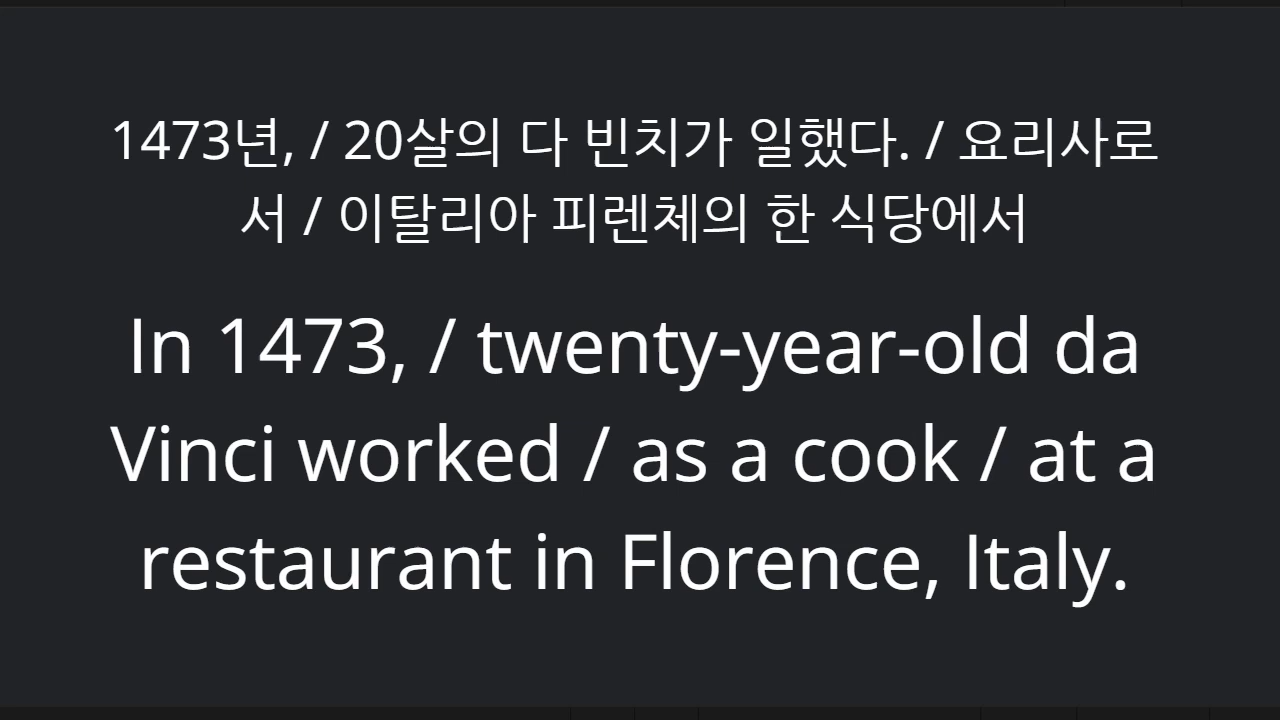 1473년, / 20살의 다 빈치가 일했다. / 요리사로
서 / 이탈리아 피렌체의 한 식당에서
In 1473, / twenty-year-old da
Vinci worked / as a cook / at a
restaurant in Florence, Italy.